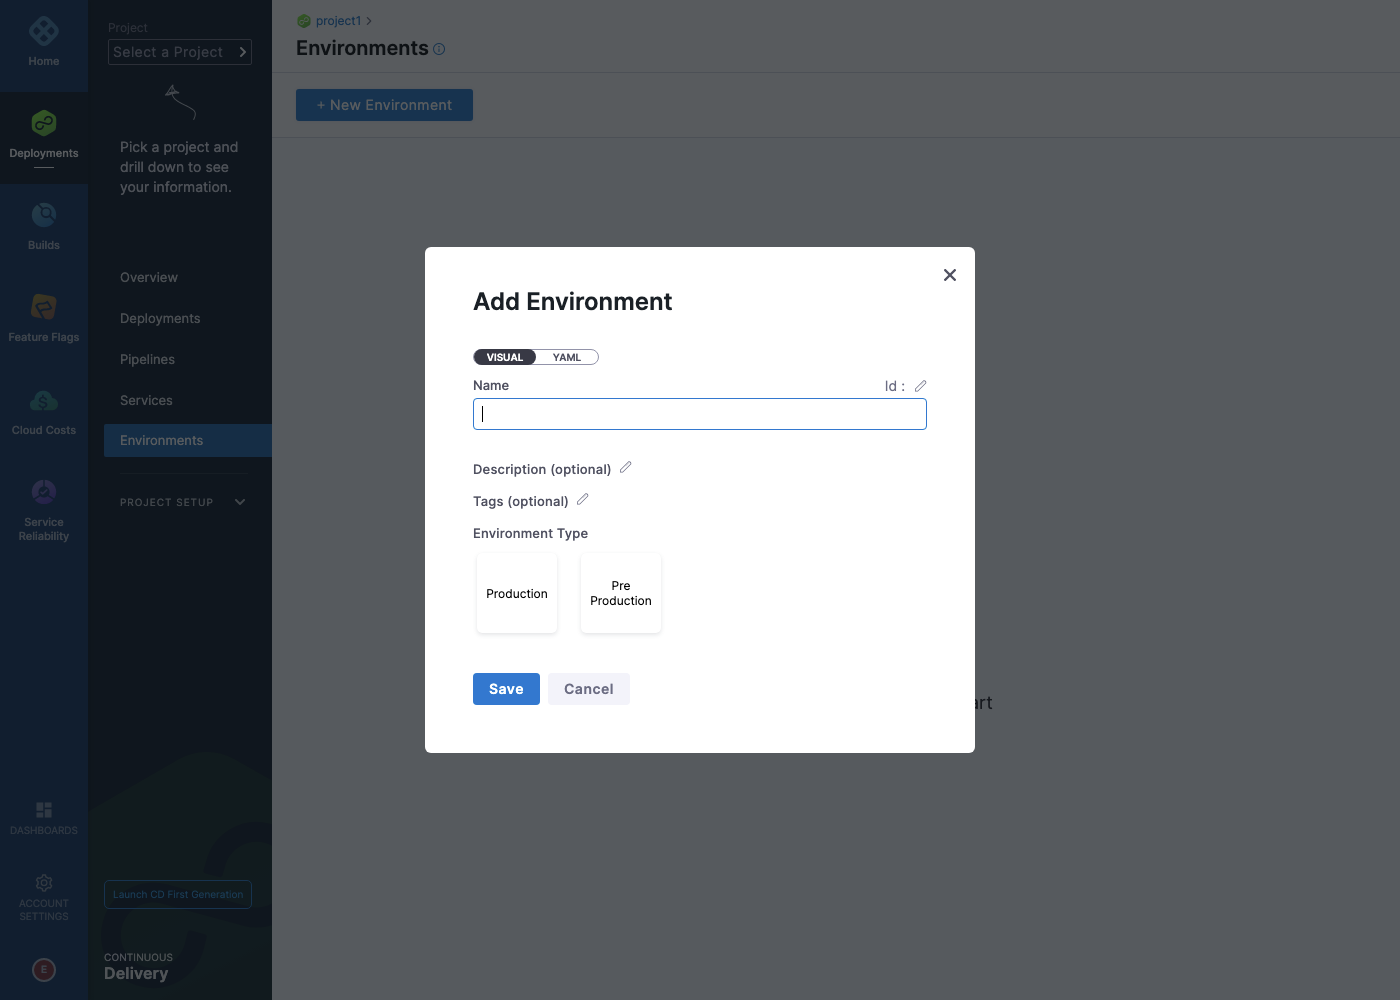 Home
Deployments
Builds
Feature Flags
Cloud Costs
Service
Reliability
DASHBOARDS
ACCOUNT
SETTINGS
E
Project
Select a Project
Pick a project and
drill down to see
your information.
Overview
Deployments
Pipelines
Services
Environments
PROJECT SETUP
Launch CD First Generation
CONTINUOUS
Delivery
project1
Environments
+ New Environment
Add Environment
VISUAL YAML
Name Id :
Description (optional)
Tags (optional)
Environment Type
Production
Pre
Production
Save Cancel